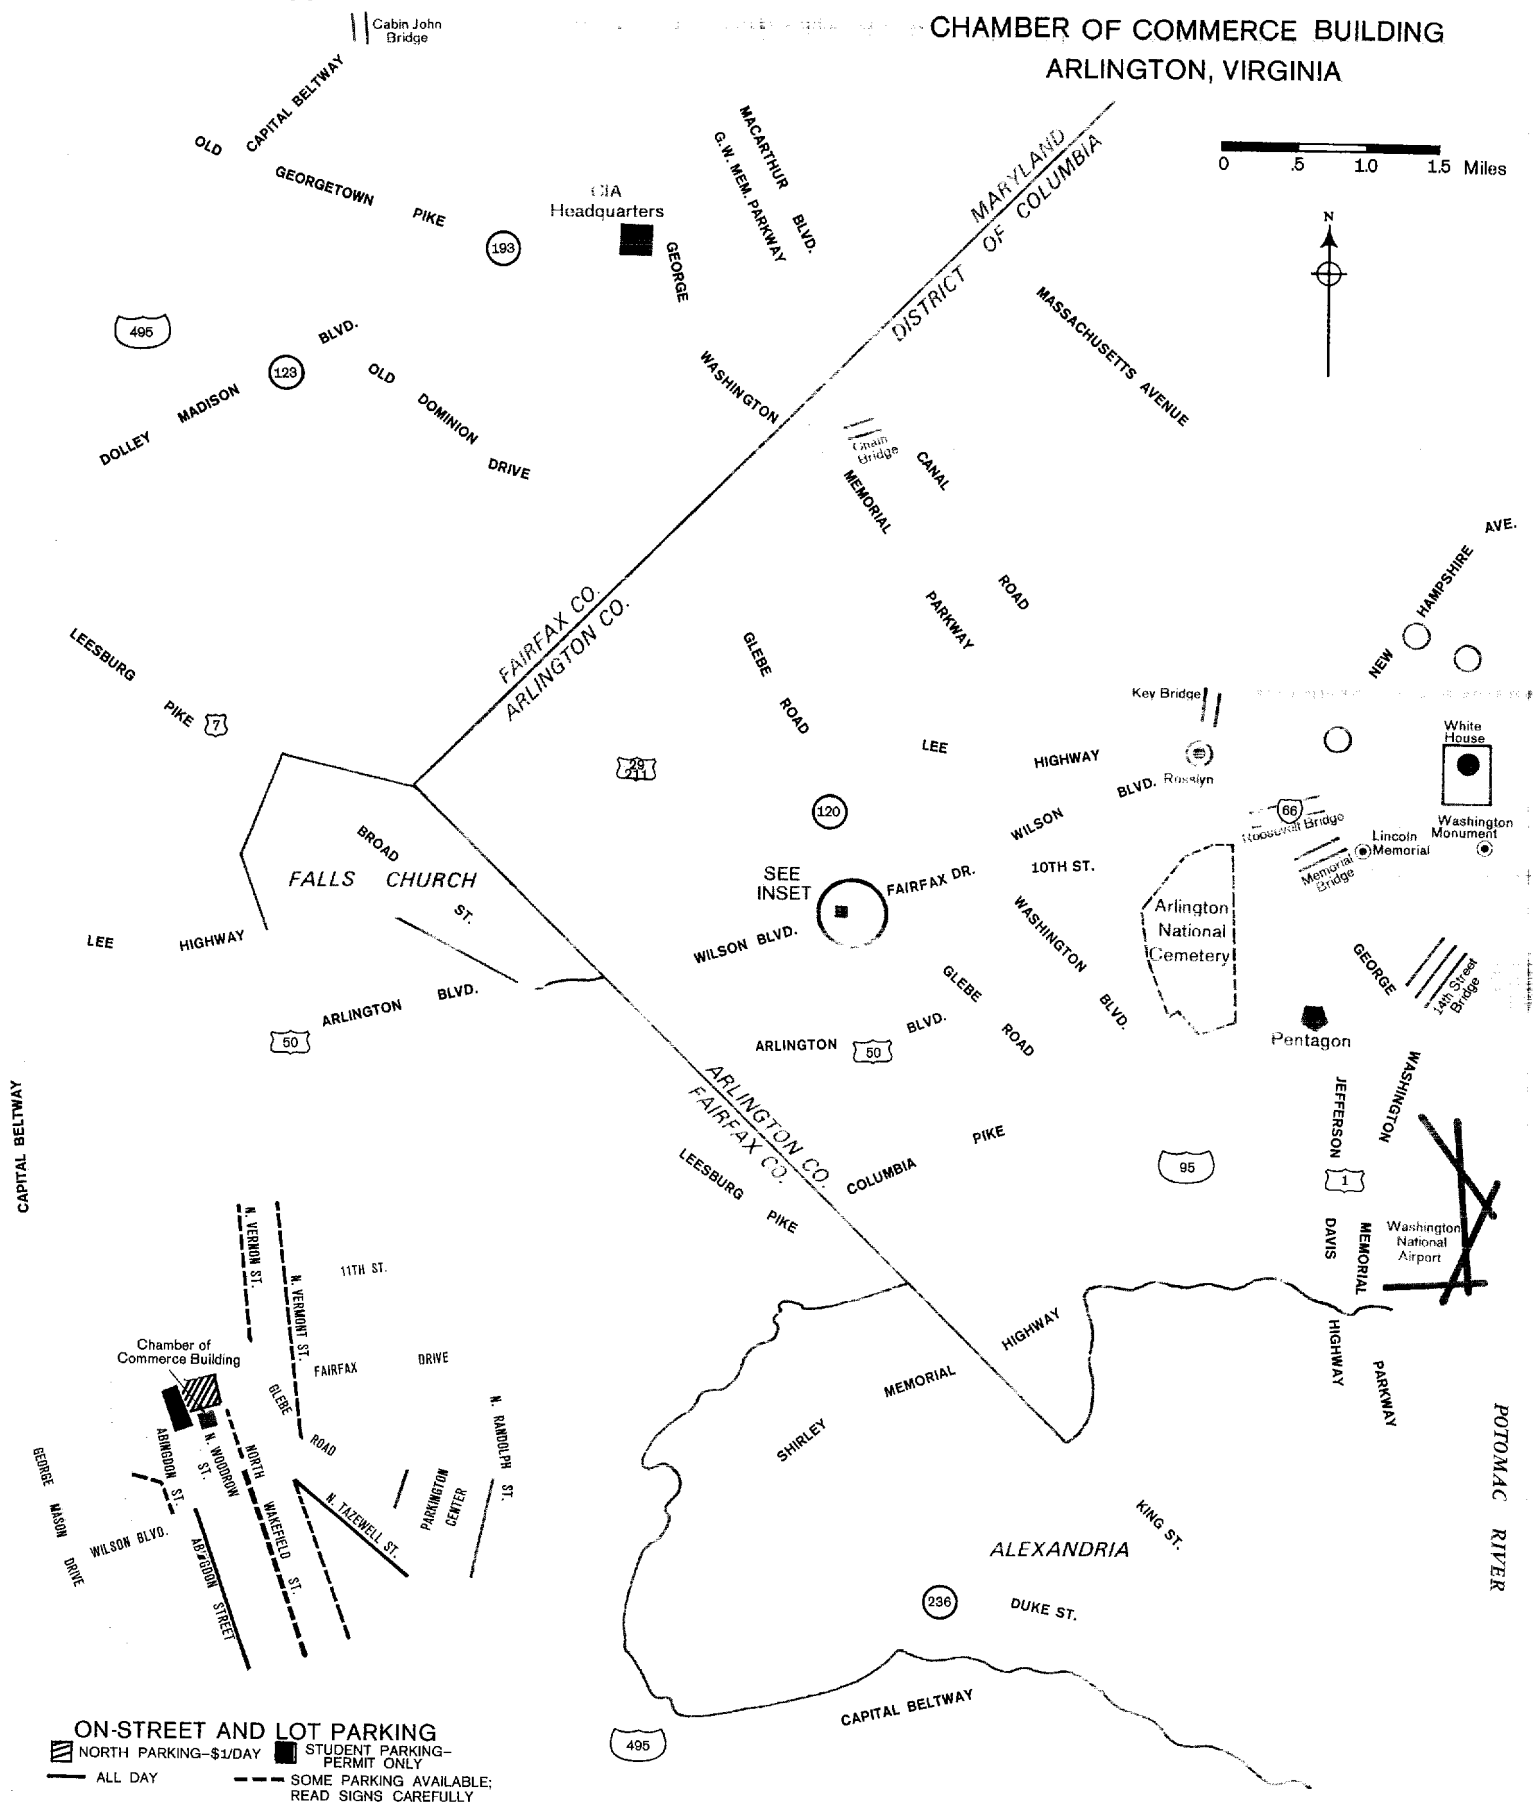 CHAMBER OF COMMERCE BUILDING
ARLINGTON, VIRGINIA
Cabin John
Bridge
CAPITAL BELTWAY
OLD
GEORGETOWN
PIKE
193
CIA
Headquarters
MACARTHUR
BLVD.
G.W. MEM. PARKWAY
MARYLAND
DISTRICT OF COLUMBIA
0 .5 1.0 1.5 Miles
N
495
GEORGE
WASHINGTON
MEMORIAL
PARKWAY
DOLLEY
MADISON
123
BLVD.
OLD
DOMINION
DRIVE
MASSACHUSETTS AVENUE
Chain
Bridge
CANAL
ROAD
NEW
HAMPSHIRE
AVE.
FAIRFAX CO.
ARLINGTON CO.
LEESBURG
PIKE
7
GLEBE
ROAD
LEE
HIGHWAY
Key Bridge
Rosslyn
White
House
29
211
120
WILSON
BLVD.
66
Roosevelt Bridge
Washington
Monument
Lincoln
Memorial
Memorial
Bridge
BROAD
ST.
FALLS CHURCH
SEE
INSET
FAIRFAX DR.
10TH ST.
WILSON BLVD.
WASHINGTON
BLVD.
Arlington
National
Cemetery
LEE
HIGHWAY
ARLINGTON
BLVD.
50
GLEBE
ROAD
ARLINGTON
50
BLVD.
GEORGE
14th Street
Bridge
Pentagon
WASHINGTON
JEFFERSON
CAPITAL BELTWAY
ARLINGTON CO.
FAIRFAX CO.
LEESBURG
PIKE
COLUMBIA
PIKE
95
1
DAVIS
MEMORIAL
Washington
National
Airport
HIGHWAY
PARKWAY
N. VERNON ST.
N. VERMONT ST.
11TH ST.
Chamber of
Commerce Building
FAIRFAX
DRIVE
GLEBE
ROAD
N. RANDOLPH ST.
ABINGDON ST.
N. WOODROW
ST.
NORTH
WAKEFIELD
ST.
GEORGE
MASON
DRIVE
WILSON BLVD.
ABINGDON STREET
N. TAZEWELL ST.
PARKINGTON
CENTER
SHIRLEY
MEMORIAL
HIGHWAY
KING ST.
ALEXANDRIA
236
DUKE ST.
POTOMAC RIVER
CAPITAL BELTWAY
495
ON-STREET AND LOT PARKING
NORTH PARKING–$1/DAY
STUDENT PARKING–
PERMIT ONLY
ALL DAY
SOME PARKING AVAILABLE;
READ SIGNS CAREFULLY